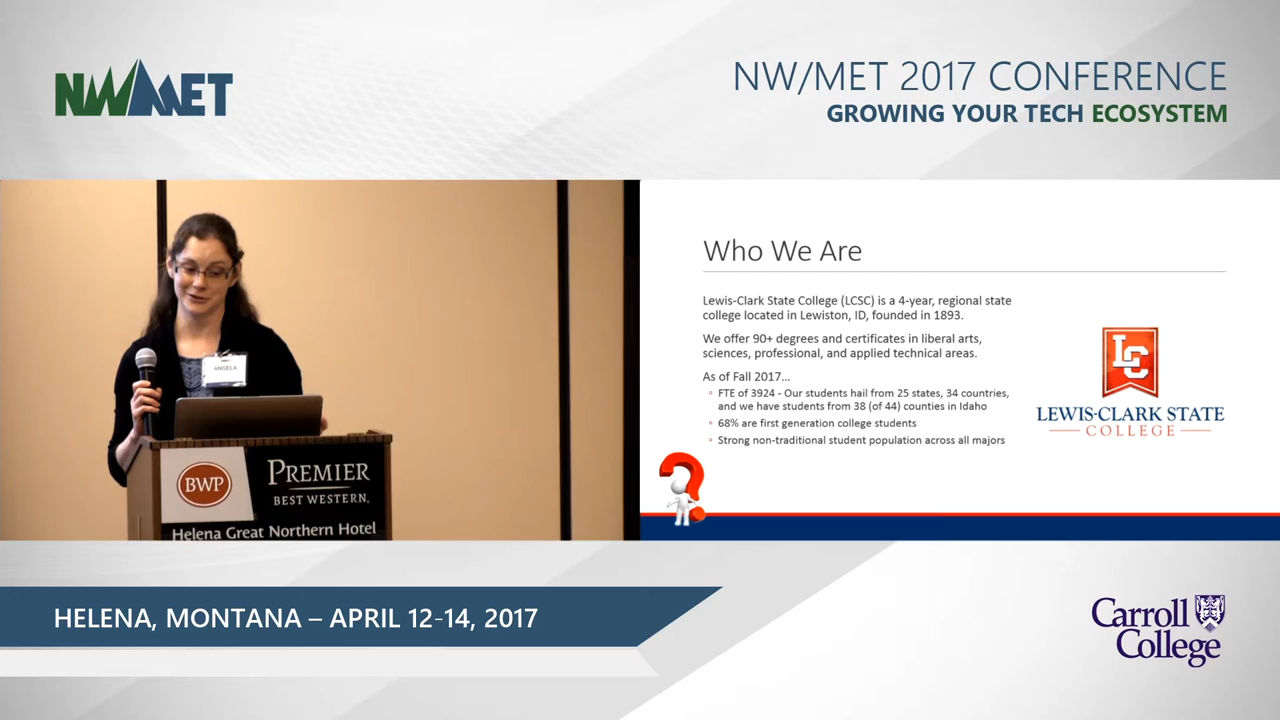 NWMET
NW/MET 2017 CONFERENCE
GROWING YOUR TECH ECOSYSTEM
ANGELA
BWP
PREMIER
BEST WESTERN.
Helena Great Northern Hotel
Who We Are
Lewis-Clark State College (LCSC) is a 4-year, regional state
college located in Lewiston, ID, founded in 1893.
We offer 90+ degrees and certificates in liberal arts,
sciences, professional, and applied technical areas.
As of Fall 2017...
FTE of 3924 - Our students hail from 25 states, 34 countries,
and we have students from 38 (of 44) counties in Idaho
68% are first generation college students
Strong non-traditional student population across all majors
LC
LEWIS-CLARK STATE
COLLEGE
?
HELENA, MONTANA – APRIL 12-14, 2017
Carroll
College